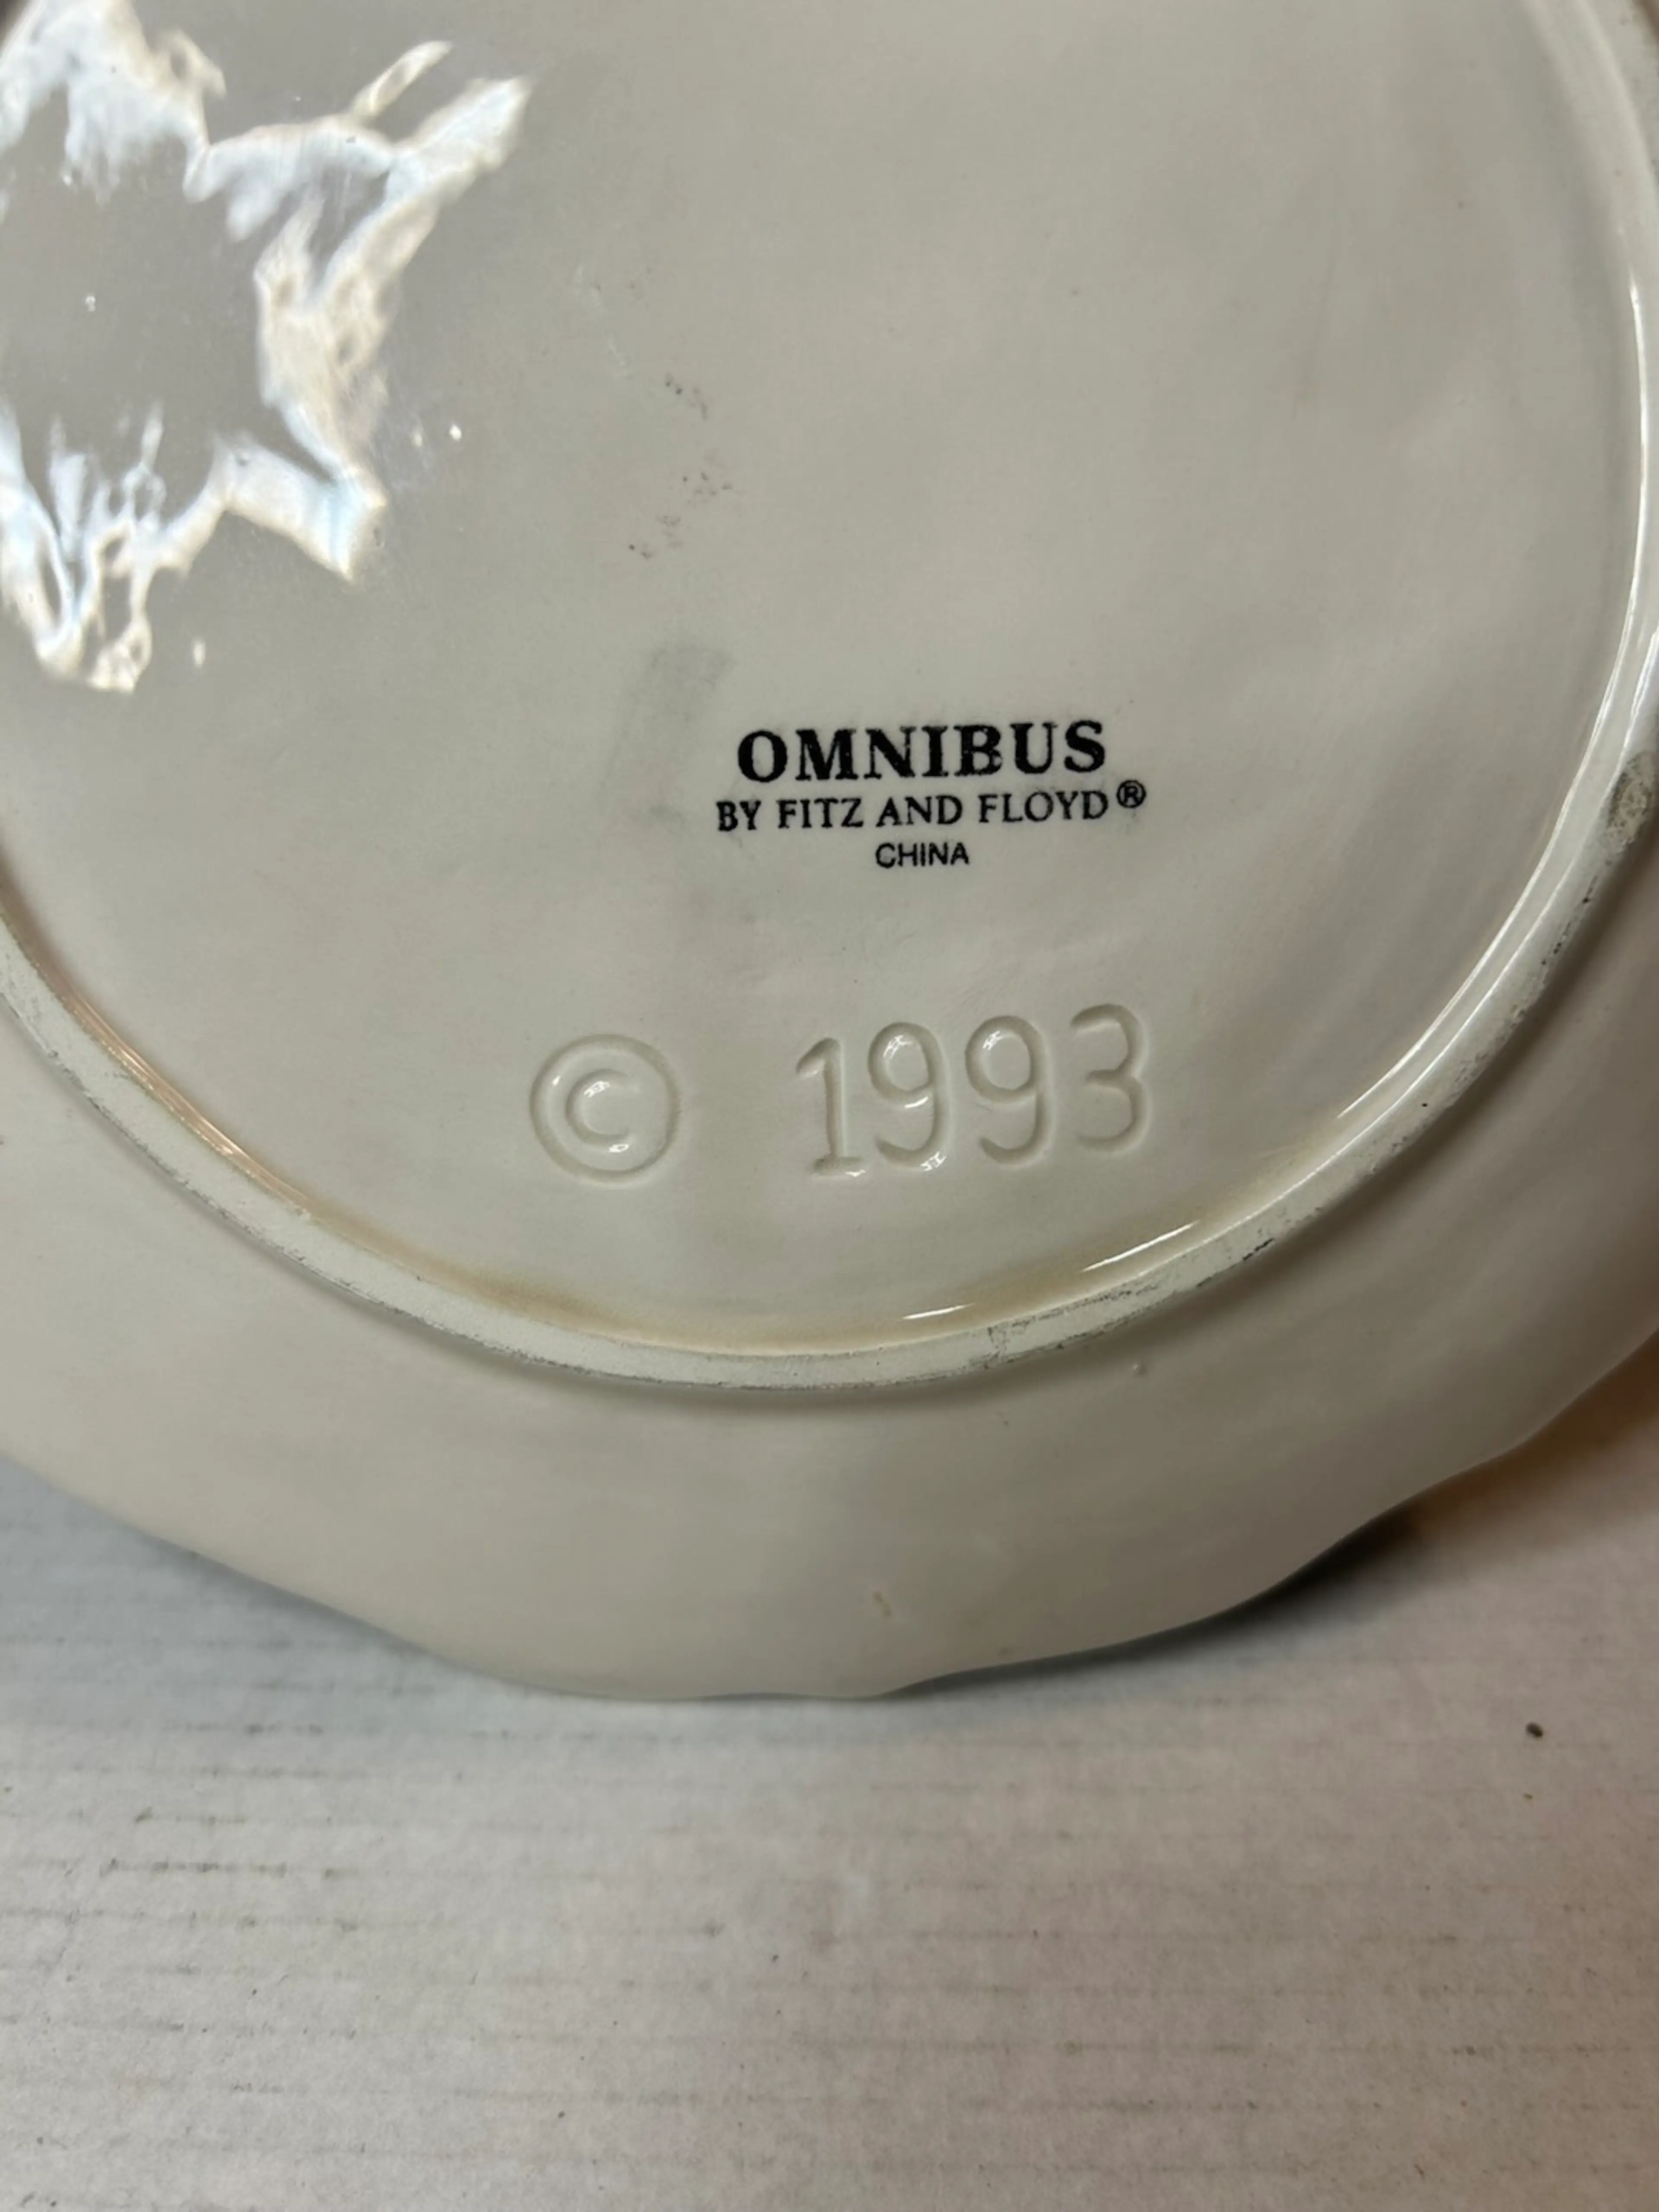 OMNIBUS
BY FITZ AND FLOYD®
CHINA
© 1993